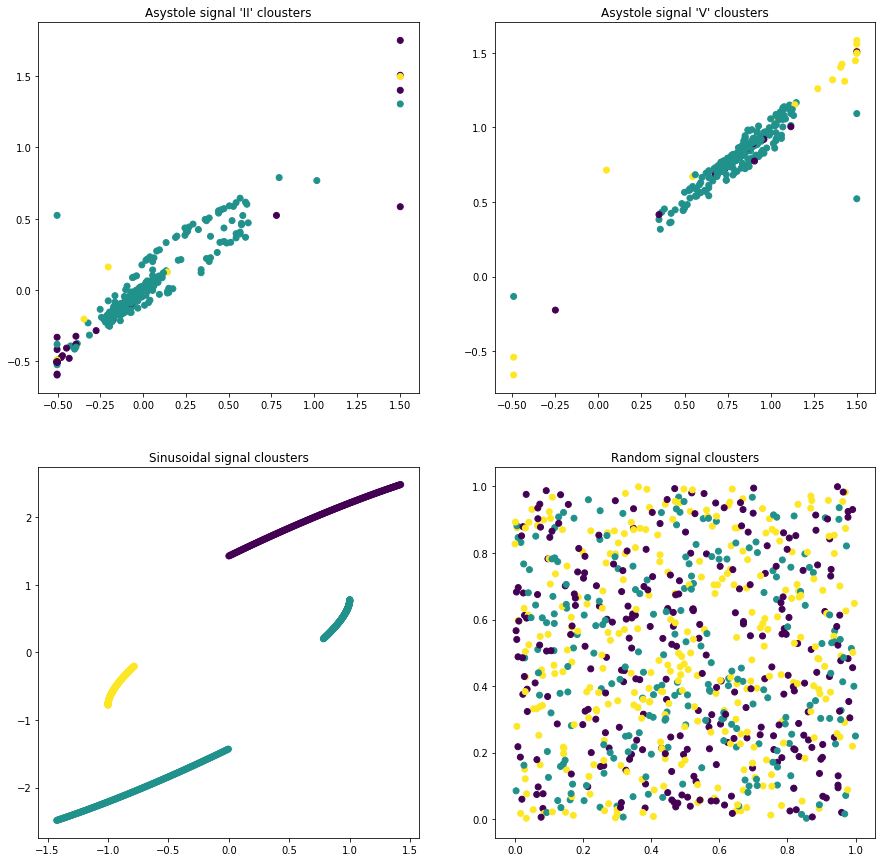 Asystole signal 'II' clousters
1.5
1.0
0.5
0.0
−0.5
−0.50 −0.25 0.00 0.25 0.50 0.75 1.00 1.25 1.50
Asystole signal 'V' clousters
1.5
1.0
0.5
0.0
−0.5
−0.50 −0.25 0.00 0.25 0.50 0.75 1.00 1.25 1.50
Sinusoidal signal clousters
2
1
0
−1
−2
−1.5 −1.0 −0.5 0.0 0.5 1.0 1.5
Random signal clousters
1.0
0.8
0.6
0.4
0.2
0.0
0.0 0.2 0.4 0.6 0.8 1.0